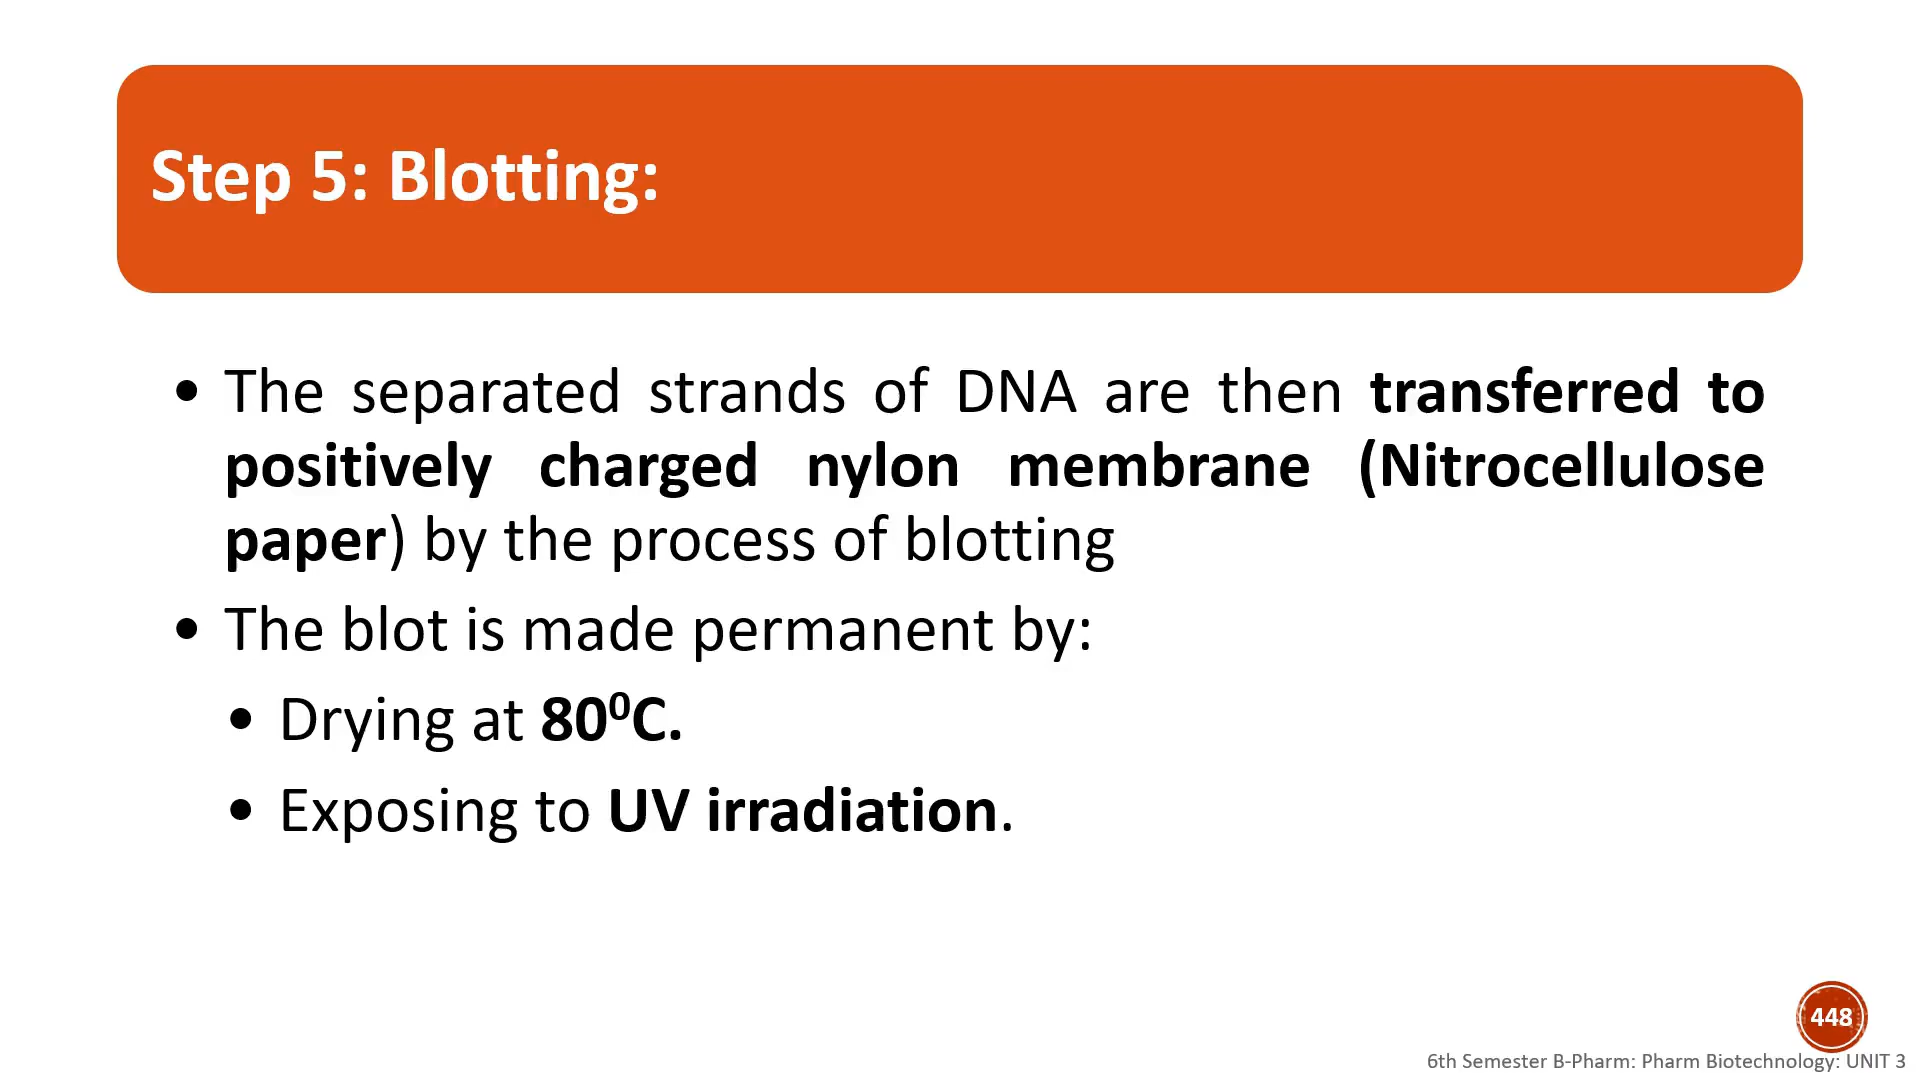 Step 5: Blotting:
• The separated strands of DNA are then transferred to
positively charged nylon membrane (Nitrocellulose
paper) by the process of blotting
• The blot is made permanent by:
• Drying at 80⁰C.
• Exposing to UV irradiation.
448
6th Semester B-Pharm: Pharm Biotechnology: UNIT 3